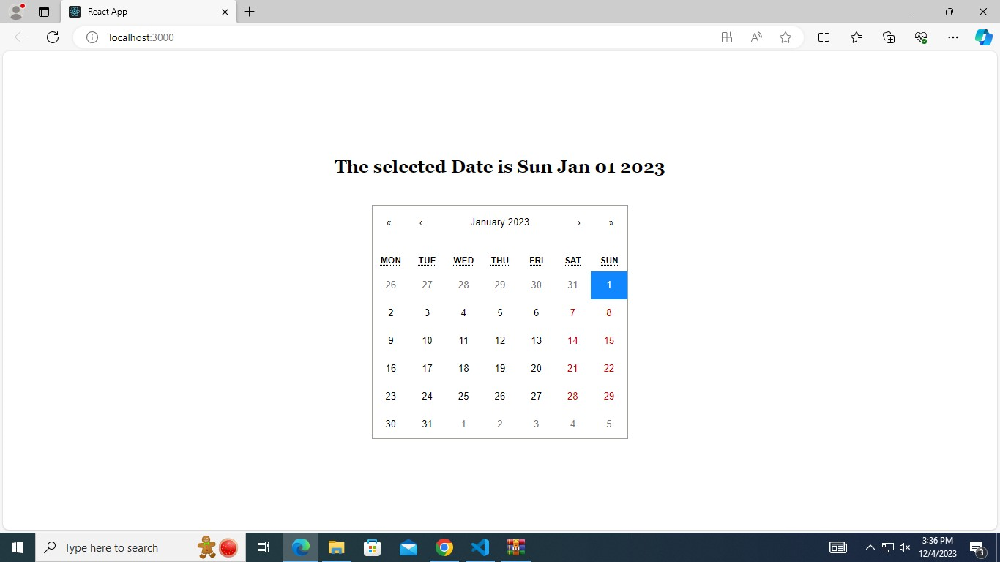 React App
localhost:3000
The selected Date is Sun Jan 01 2023
« ‹ January 2023 › »
MON TUE WED THU FRI SAT SUN
26 27 28 29 30 31 1
2 3 4 5 6 7 8
9 10 11 12 13 14 15
16 17 18 19 20 21 22
23 24 25 26 27 28 29
30 31 1 2 3 4 5
Type here to search
3:36 PM
12/4/2023
3